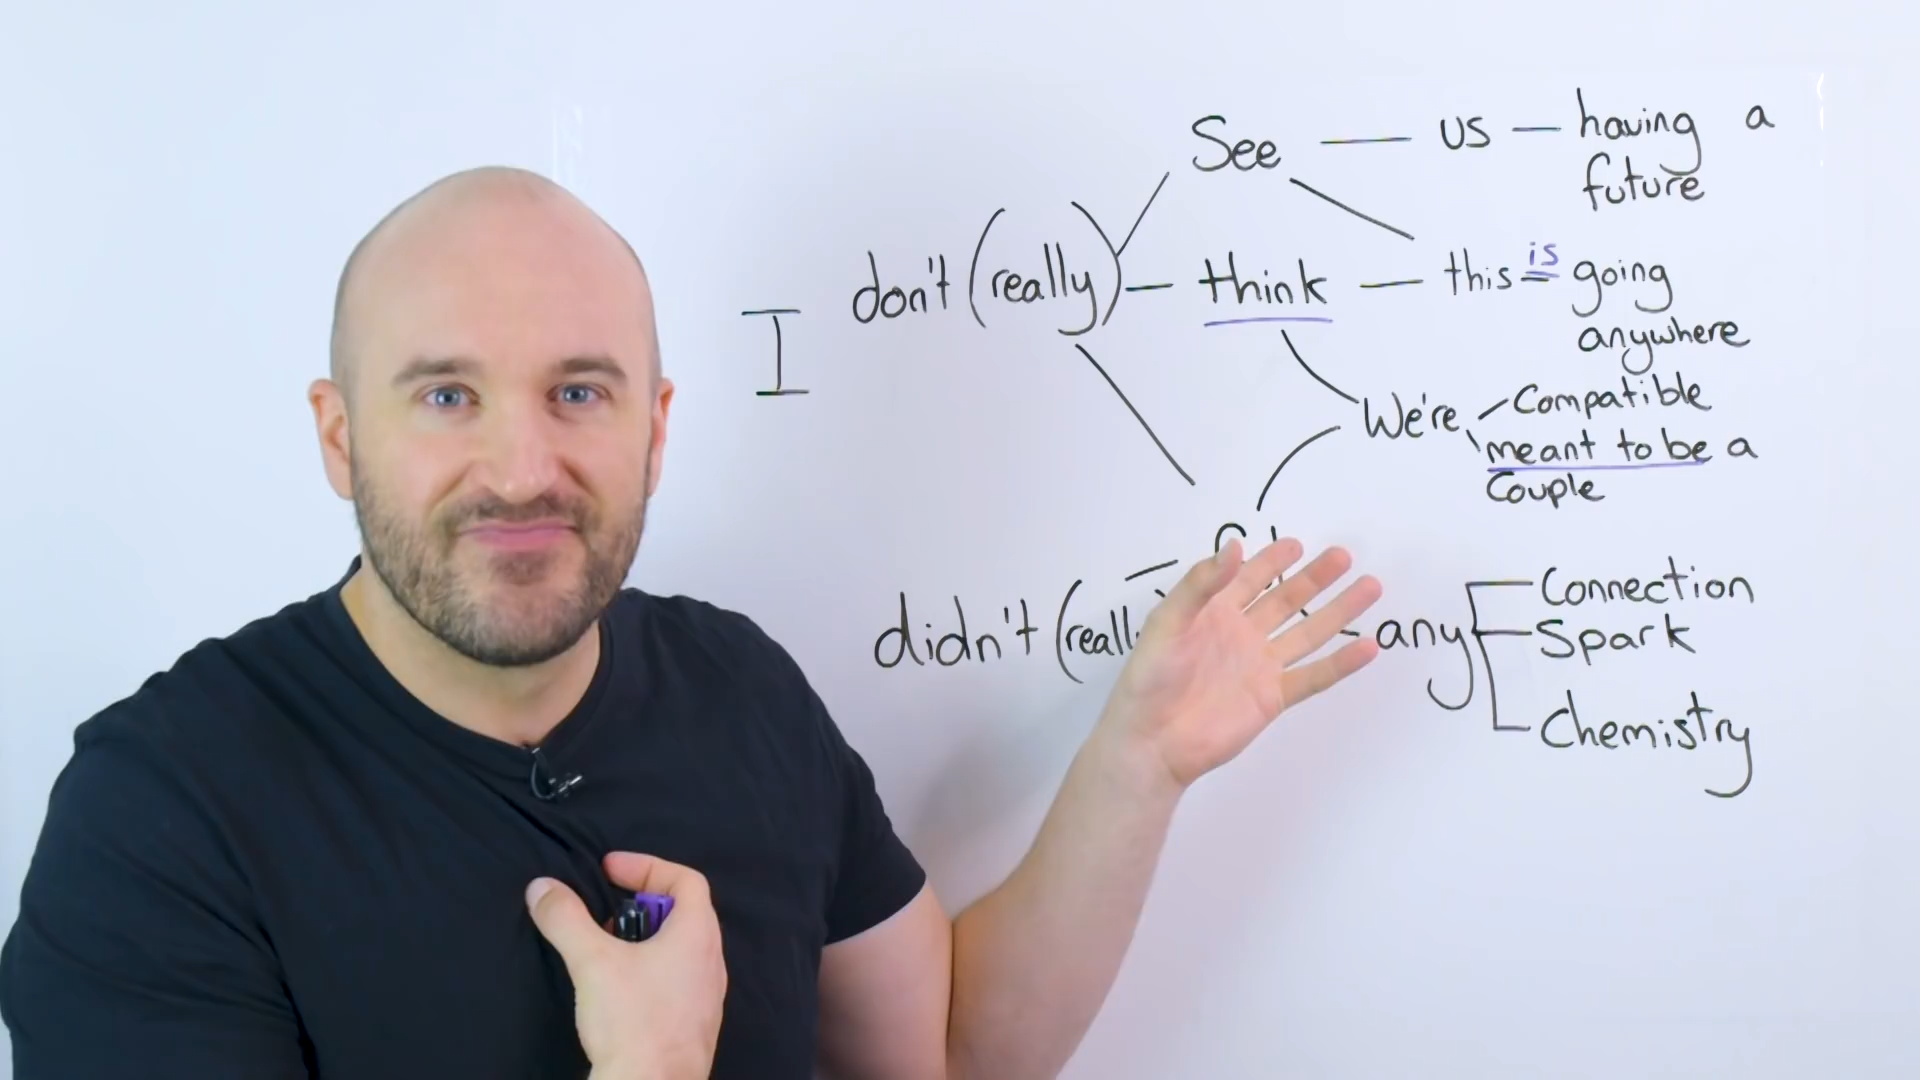 See — us — having a
future
I don't (really) — think — this is going
anywhere
We're Compatible
meant to be a
Couple
didn't any Connection
Spark
Chemistry